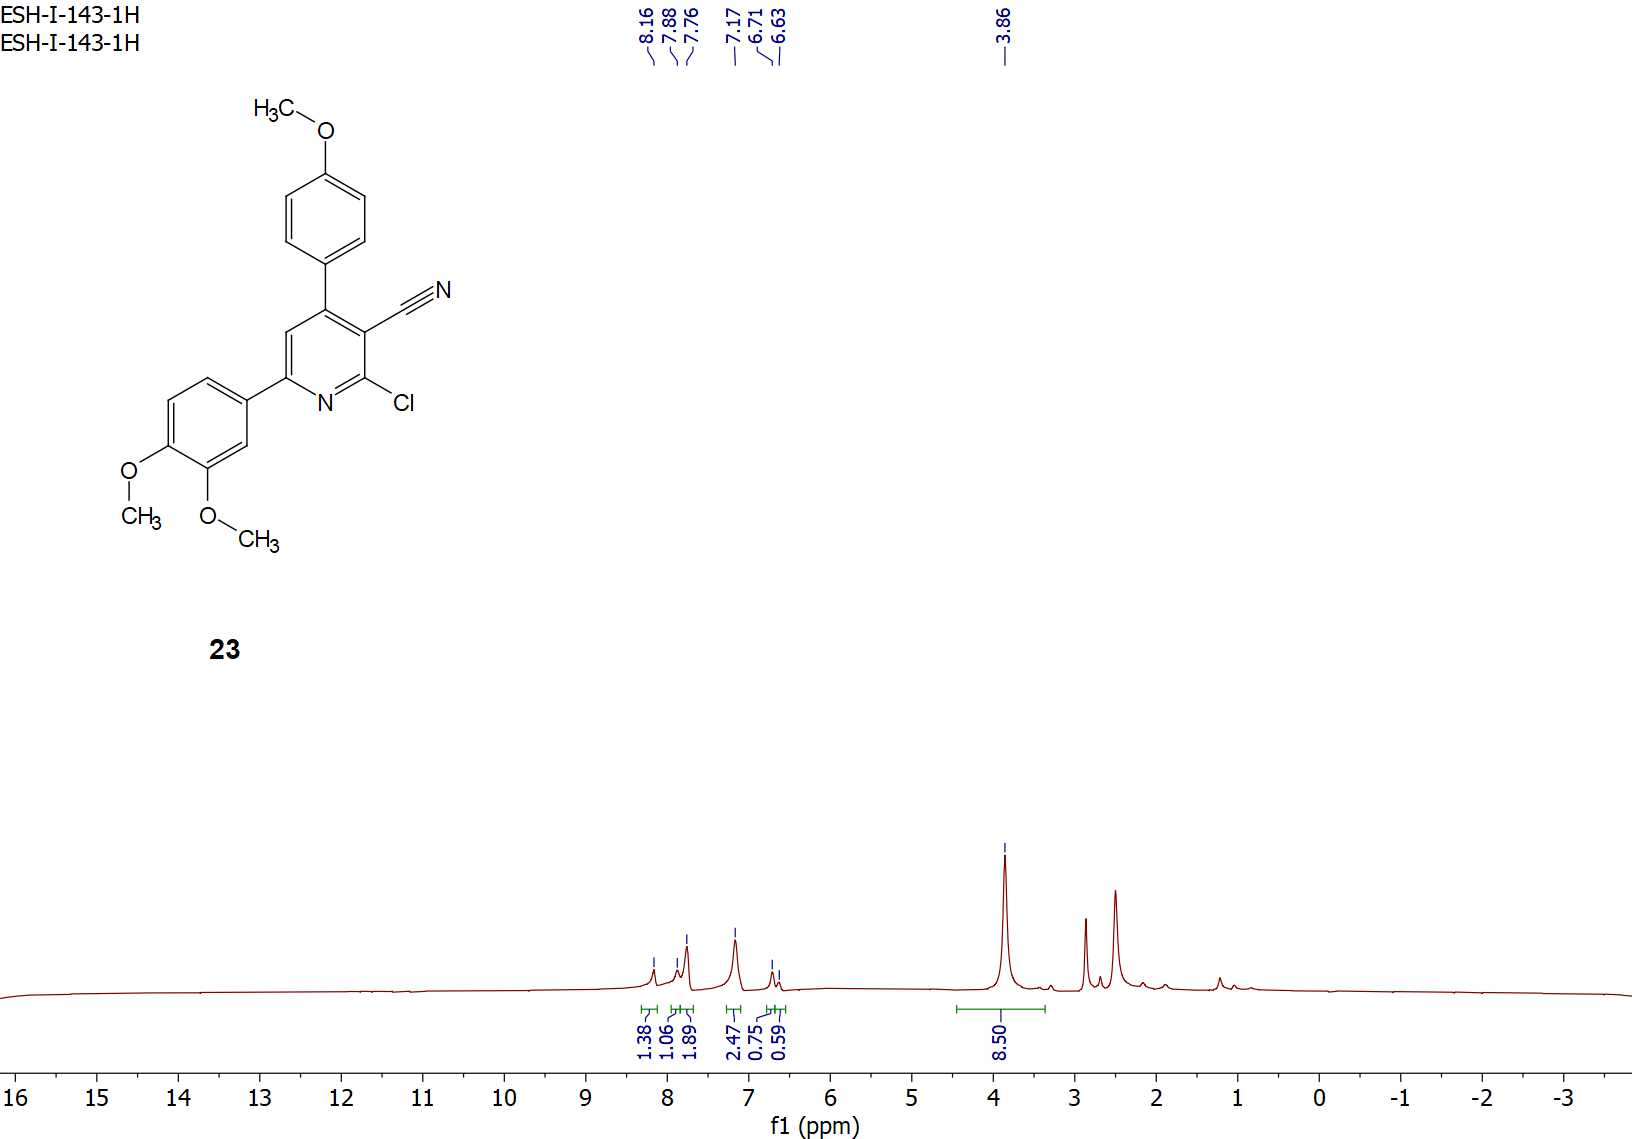 ESH-I-143-1H
ESH-I-143-1H
8.16
7.88
7.76
7.17
6.71
6.63
3.86
H3C
O
N
N
Cl
O
CH3
O
CH3
23
1.38
1.06
1.89
2.47
0.75
0.59
8.50
16 15 14 13 12 11 10 9 8 7 6 5 4 3 2 1 0 -1 -2 -3
f1 (ppm)